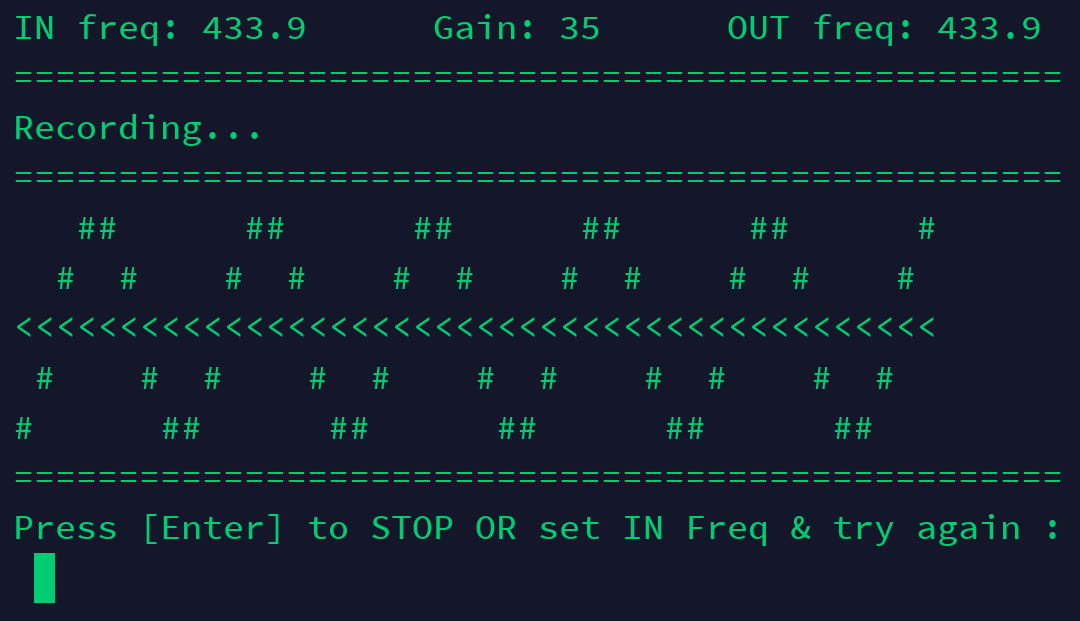 IN freq: 433.9      Gain: 35      OUT freq: 433.9
==================================================
Recording...
==================================================
   ##      ##      ##      ##      ##      #
  #  #    #  #    #  #    #  #    #  #    #
<<<<<<<<<<<<<<<<<<<<<<<<<<<<<<<<<<<<<<<<<<<<
 #    #  #    #  #    #  #    #  #    #  #
#      ##      ##      ##      ##      ##
==================================================
Press [Enter] to STOP OR set IN Freq & try again :